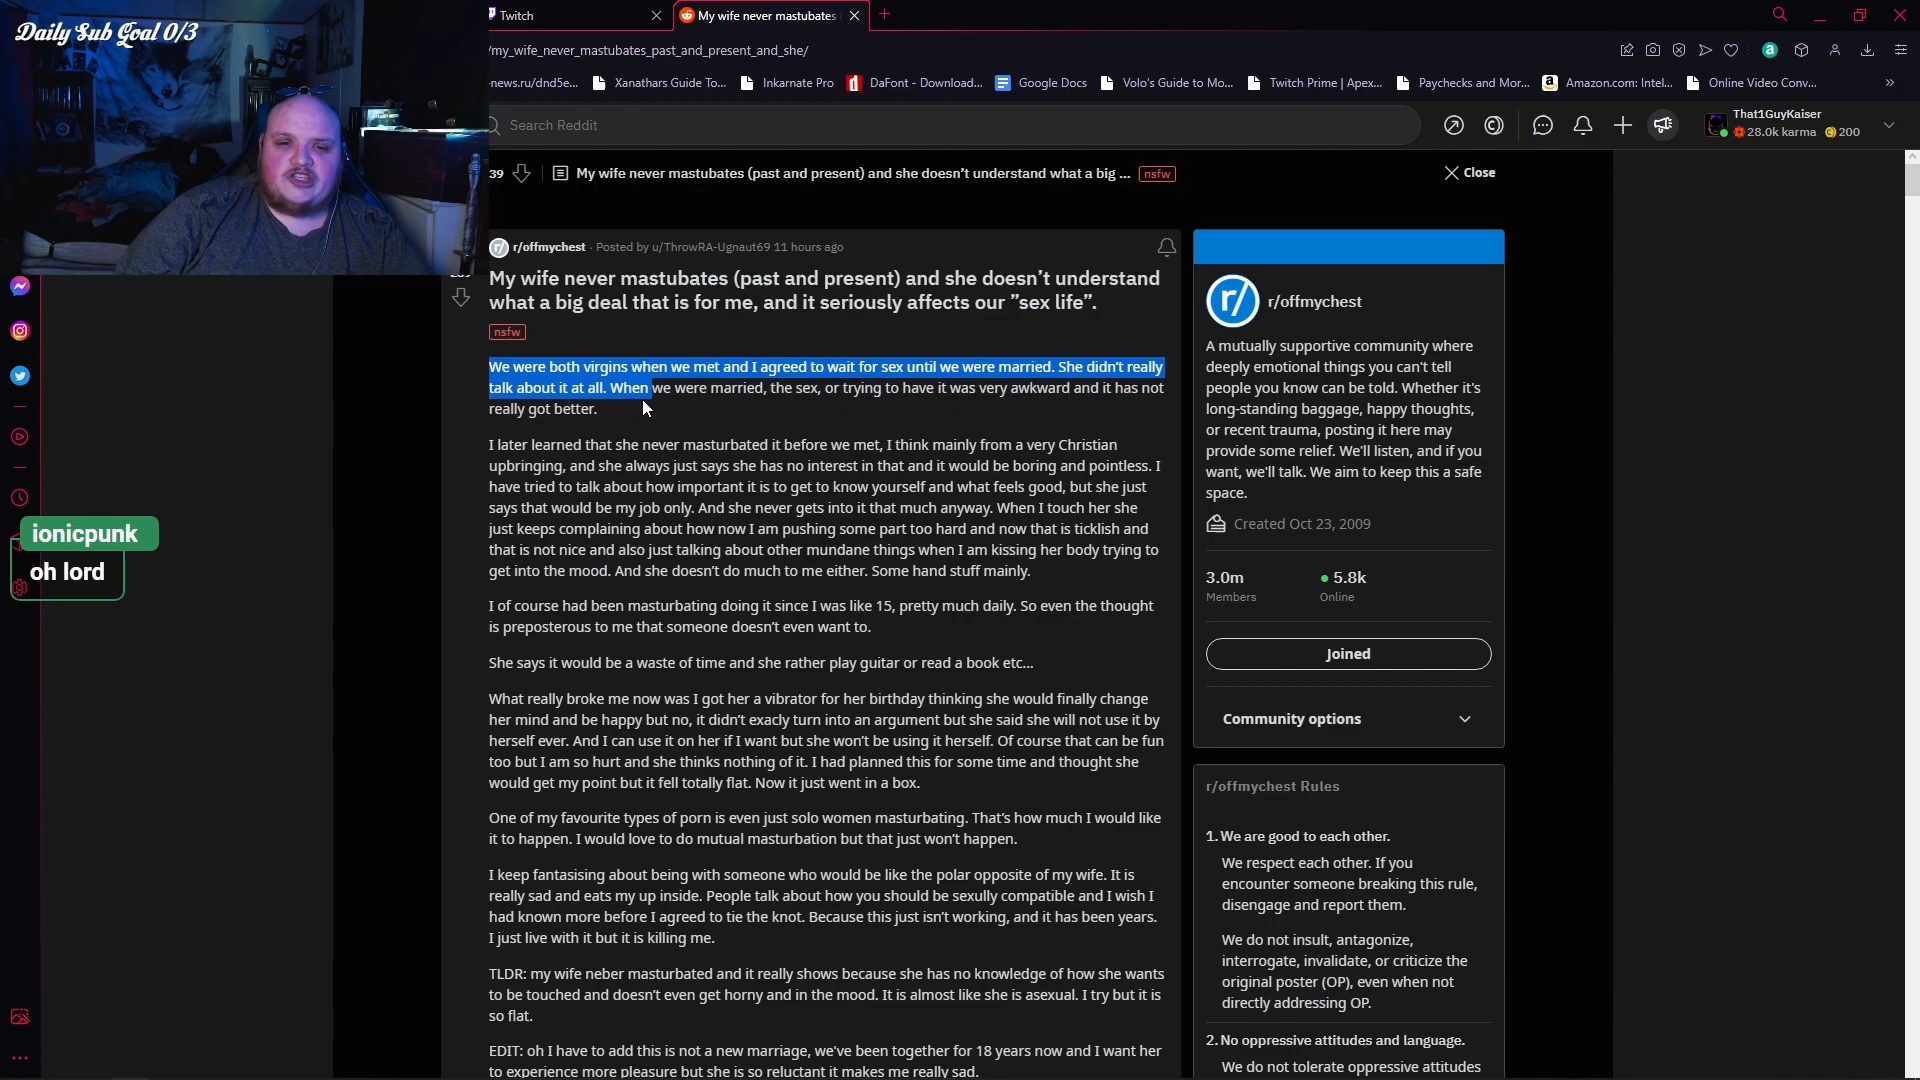 Daily Sub Goal 0/3
Twitch
My wife never mastubates
/my_wife_never_mastubates_past_and_present_and_she/
-news.ru/dnd5e...
Xanathars Guide To...
Inkarnate Pro
DaFont - Download...
Google Docs
Volo's Guide to Mo...
Twitch Prime | Apex...
Paychecks and Mor...
Amazon.com: Intel...
Online Video Conv...
Search Reddit
That1GuyKaiser
28.0k karma 200
39
My wife never mastubates (past and present) and she doesn't understand what a big ...
nsfw
Close
r/offmychest · Posted by u/ThrowRA-Ugnaut69 11 hours ago
My wife never mastubates (past and present) and she doesn't understand
what a big deal that is for me, and it seriously affects our ”sex life”.
nsfw
We were both virgins when we met and I agreed to wait for sex until we were married. She didn't really
talk about it at all. When we were married, the sex, or trying to have it was very awkward and it has not
really got better.
I later learned that she never masturbated it before we met, I think mainly from a very Christian
upbringing, and she always just says she has no interest in that and it would be boring and pointless. I
have tried to talk about how important it is to get to know yourself and what feels good, but she just
says that would be my job only. And she never gets into it that much anyway. When I touch her she
just keeps complaining about how now I am pushing some part too hard and now that is ticklish and
that is not nice and also just talking about other mundane things when I am kissing her body trying to
get into the mood. And she doesn't do much to me either. Some hand stuff mainly.
I of course had been masturbating doing it since I was like 15, pretty much daily. So even the thought
is preposterous to me that someone doesn't even want to.
She says it would be a waste of time and she rather play guitar or read a book etc...
What really broke me now was I got her a vibrator for her birthday thinking she would finally change
her mind and be happy but no, it didn't exacly turn into an argument but she said she will not use it by
herself ever. And I can use it on her if I want but she won't be using it herself. Of course that can be fun
too but I am so hurt and she thinks nothing of it. I had planned this for some time and thought she
would get my point but it fell totally flat. Now it just went in a box.
One of my favourite types of porn is even just solo women masturbating. That's how much I would like
it to happen. I would love to do mutual masturbation but that just won't happen.
I keep fantasising about being with someone who would be like the polar opposite of my wife. It is
really sad and eats my up inside. People talk about how you should be sexully compatible and I wish I
had known more before I agreed to tie the knot. Because this just isn't working, and it has been years.
I just live with it but it is killing me.
TLDR: my wife neber masturbated and it really shows because she has no knowledge of how she wants
to be touched and doesn't even get horny and in the mood. It is almost like she is asexual. I try but it is
so flat.
EDIT: oh I have to add this is not a new marriage, we've been together for 18 years now and I want her
to experience more pleasure but she is so reluctant it makes me really sad.
r/offmychest
A mutually supportive community where
deeply emotional things you can't tell
people you know can be told. Whether it's
long-standing baggage, happy thoughts,
or recent trauma, posting it here may
provide some relief. We'll listen, and if you
want, we'll talk. We aim to keep this a safe
space.
Created Oct 23, 2009
3.0m
Members
5.8k
Online
Joined
Community options
r/offmychest Rules
1. We are good to each other.
We respect each other. If you
encounter someone breaking this rule,
disengage and report them.
We do not insult, antagonize,
interrogate, invalidate, or criticize the
original poster (OP), even when not
directly addressing OP.
2. No oppressive attitudes and language.
We do not tolerate oppressive attitudes
ionicpunk
oh lord